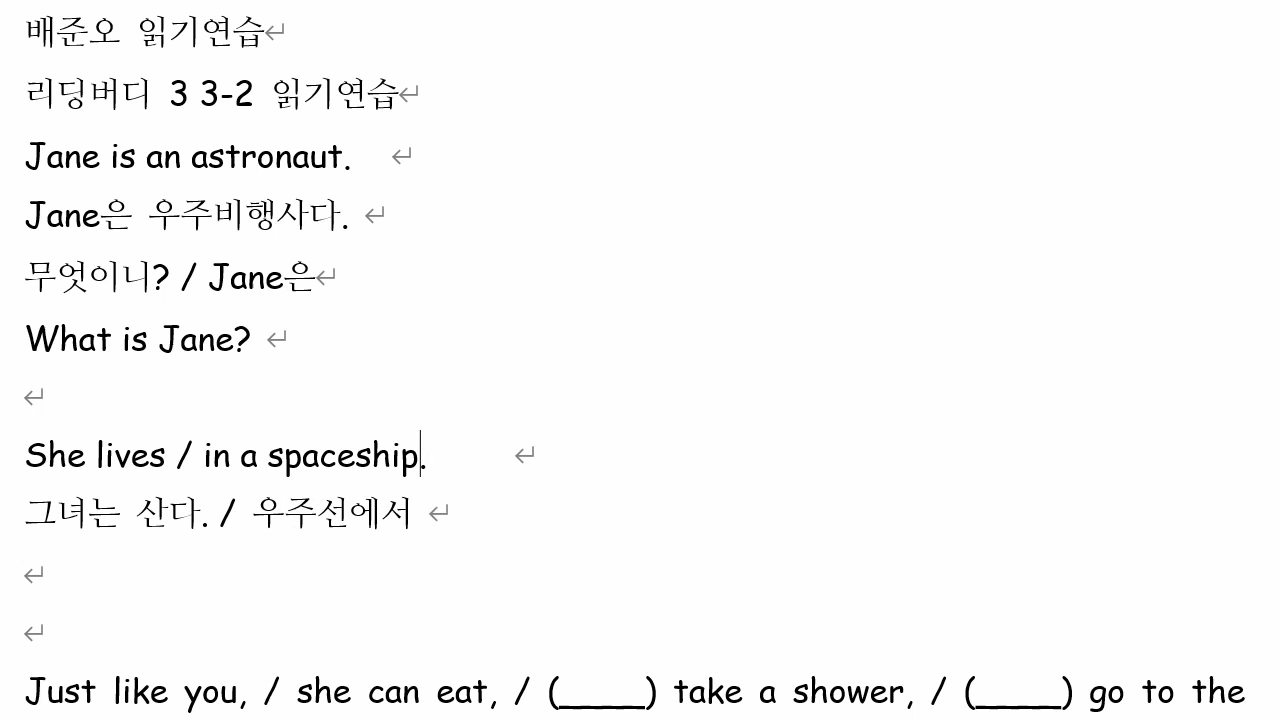 배준오 읽기연습
리딩버디 3 3-2 읽기연습
Jane is an astronaut.
Jane은 우주비행사다.
무엇이니? / Jane은
What is Jane?
She lives / in a spaceship.
그녀는 산다. / 우주선에서
Just like you, / she can eat, / (_____) take a shower, / (_____) go to the